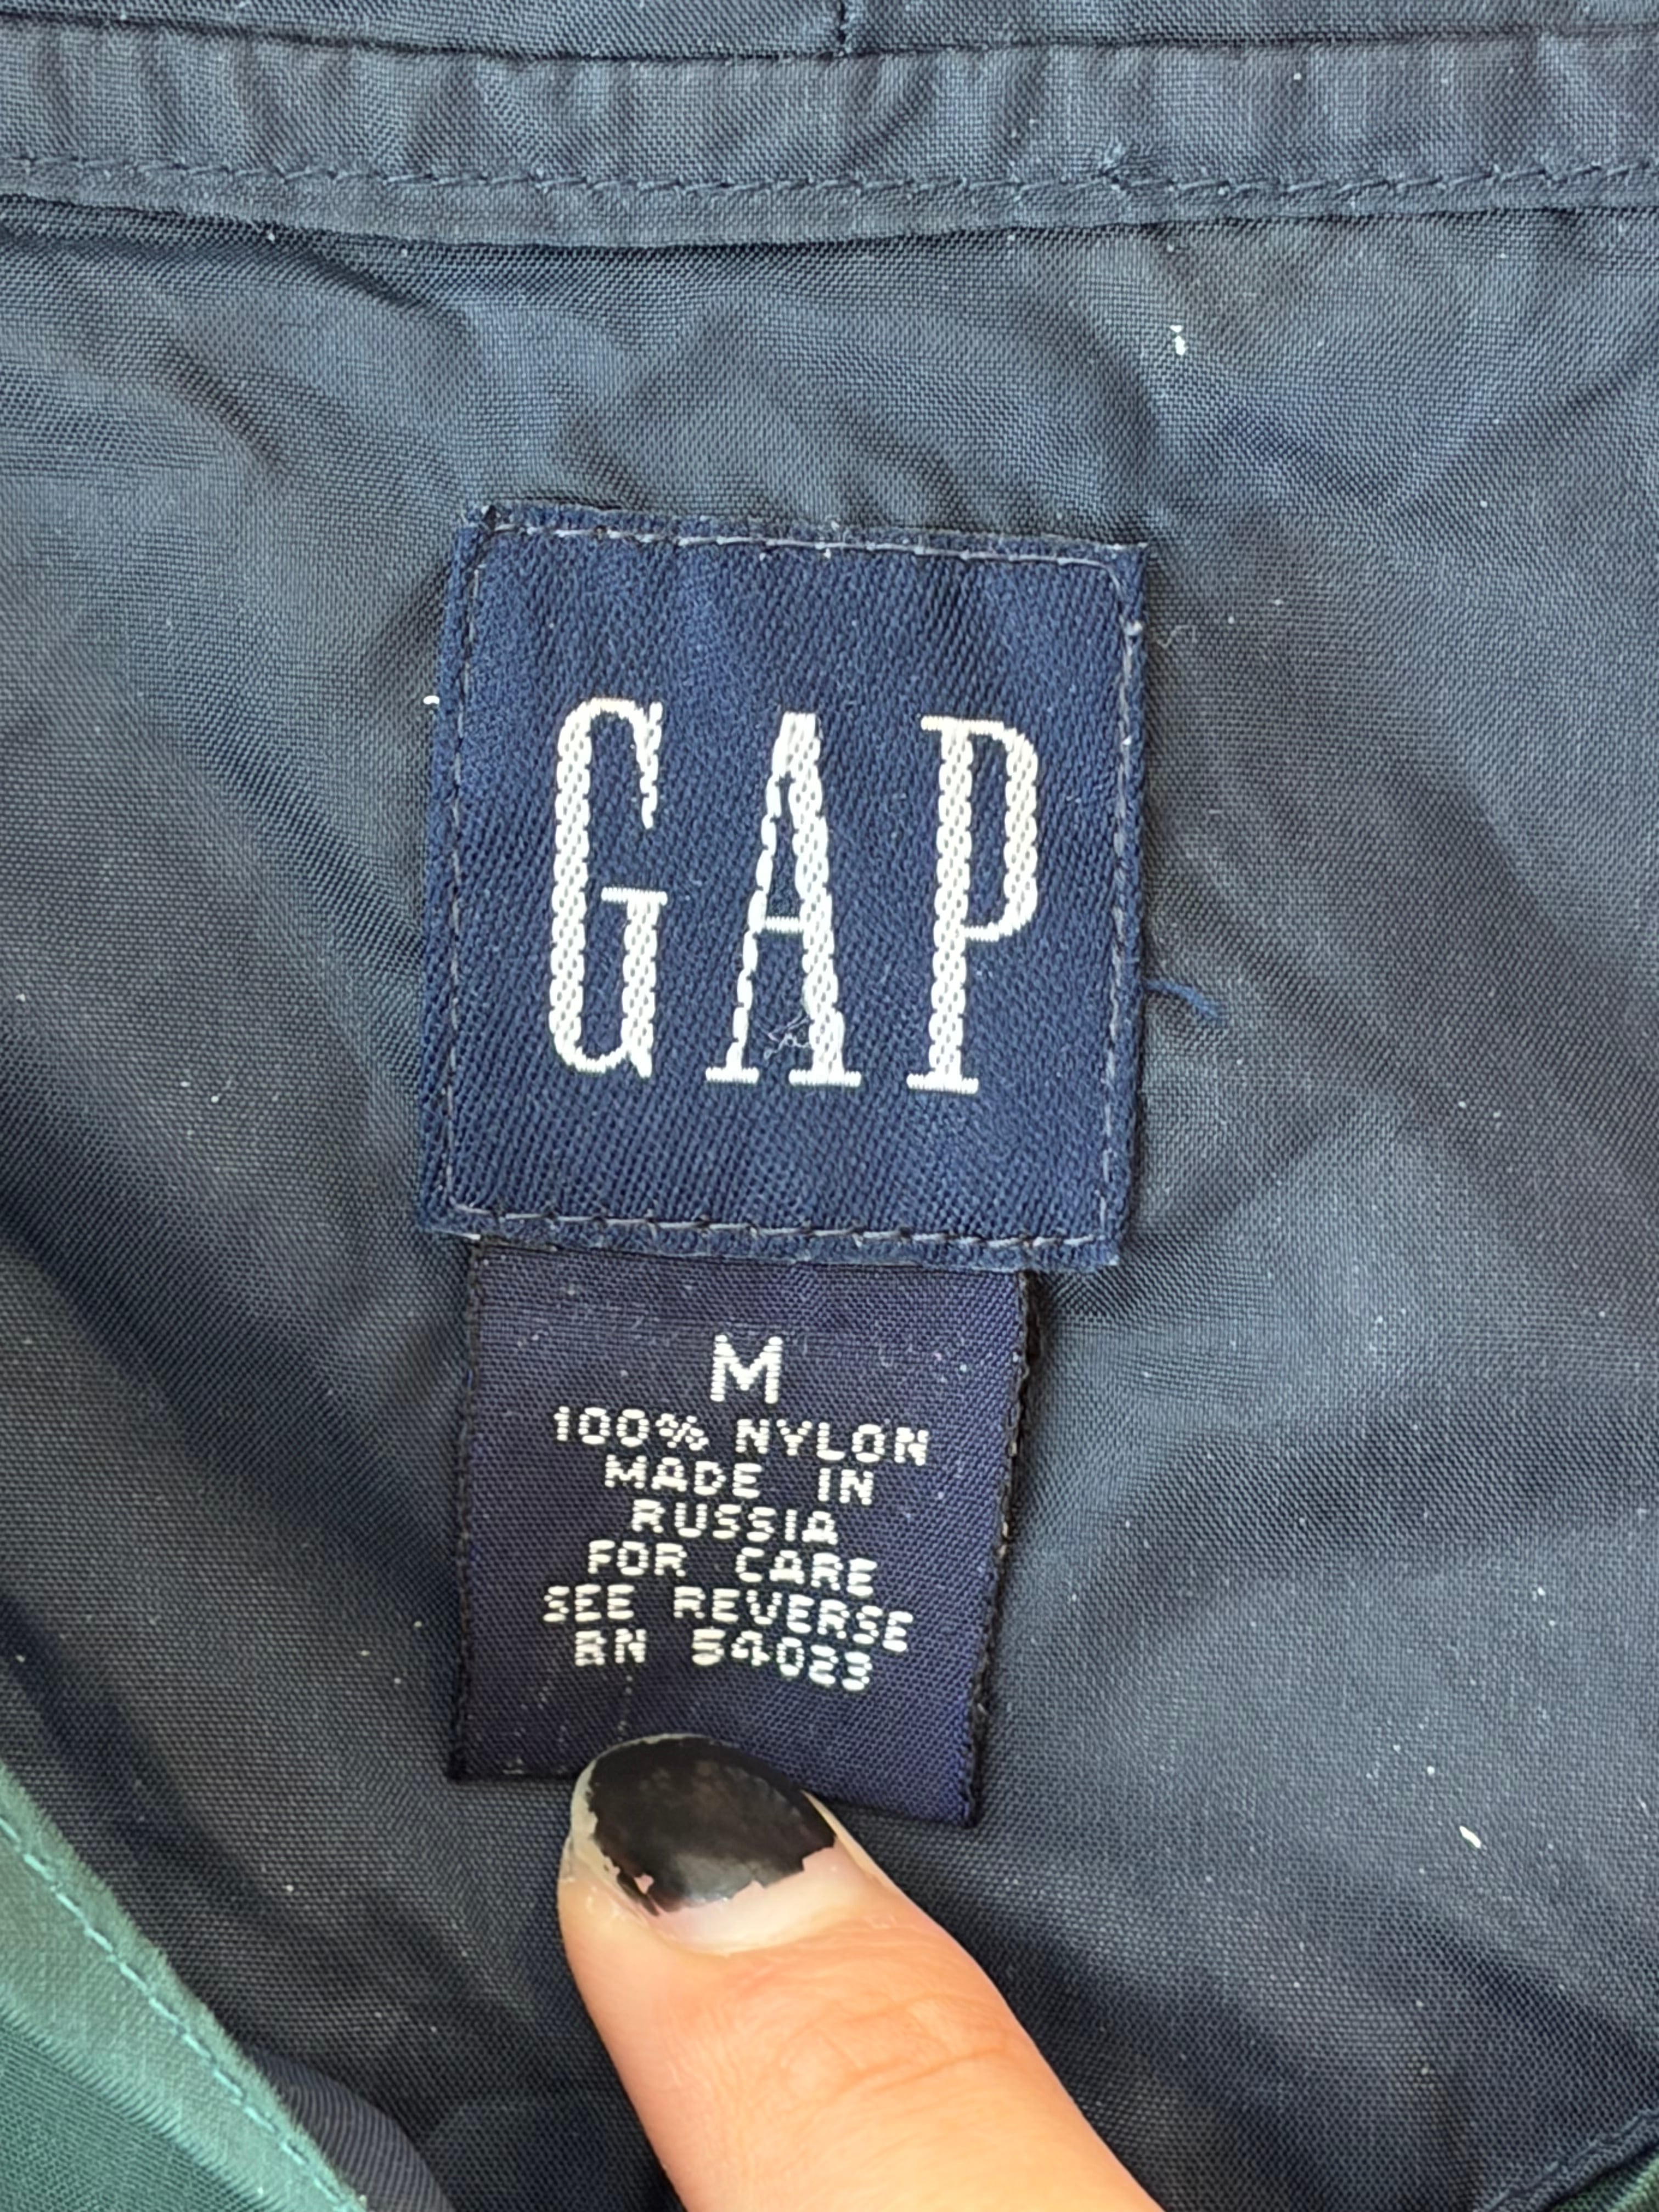 GAP
M
100% NYLON
MADE IN
RUSSIA
FOR CARE
SEE REVERSE
RN 54023